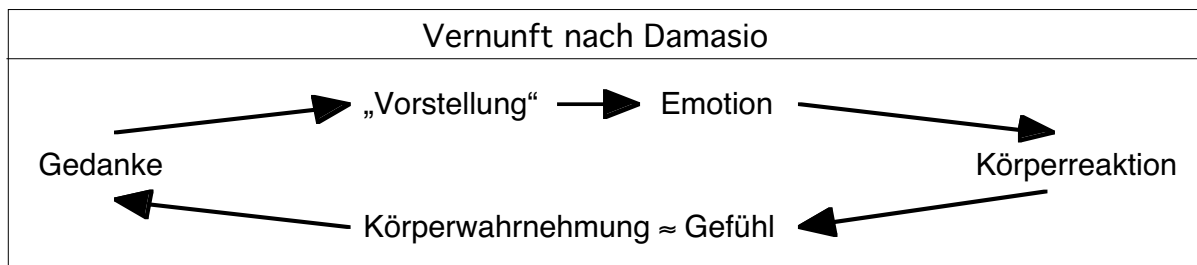 Vernunft nach Damasio
„Vorstellung“ Emotion
Gedanke Körperreaktion
Körperwahrnehmung ≈ Gefühl